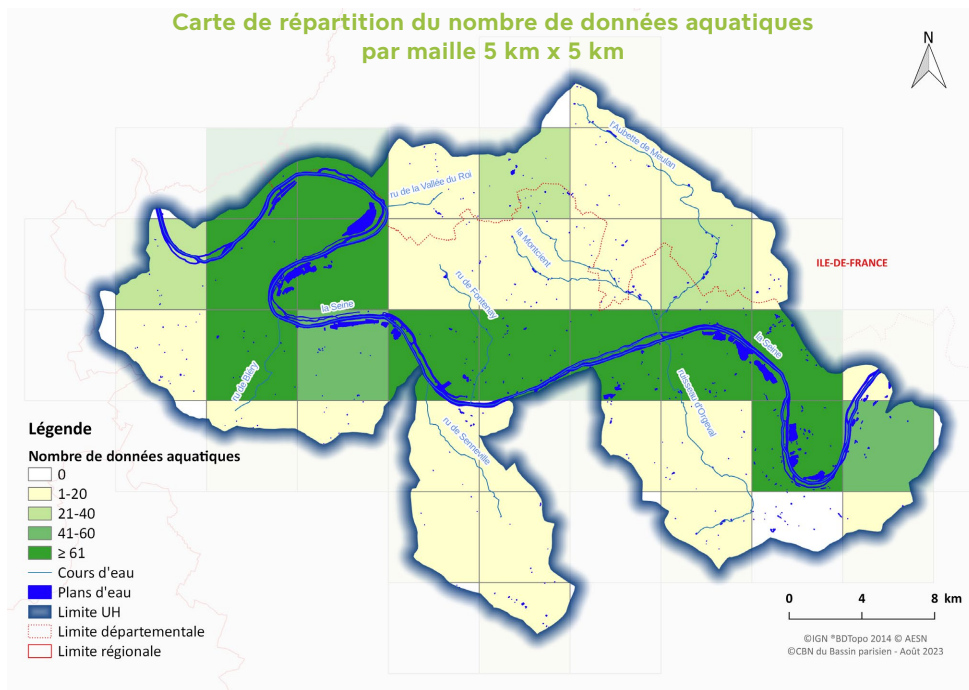 Carte de répartition du nombre de données aquatiques
par maille 5 km x 5 km
N
l'Aubette de Meulan
ru de la Vallée du Roi
la Montcient
ILE-DE-FRANCE
ru de Fontenay
la Seine
la Seine
ru de Blaru
ruisseau d'Orgeval
ru de Senneville
Légende
Nombre de données aquatiques
0
1-20
21-40
41-60
≥ 61
Cours d'eau
Plans d'eau
Limite UH
Limite départementale
Limite régionale
0 4 8 km
©IGN ®BDTopo 2014 © AESN
©CBN du Bassin parisien - Août 2023